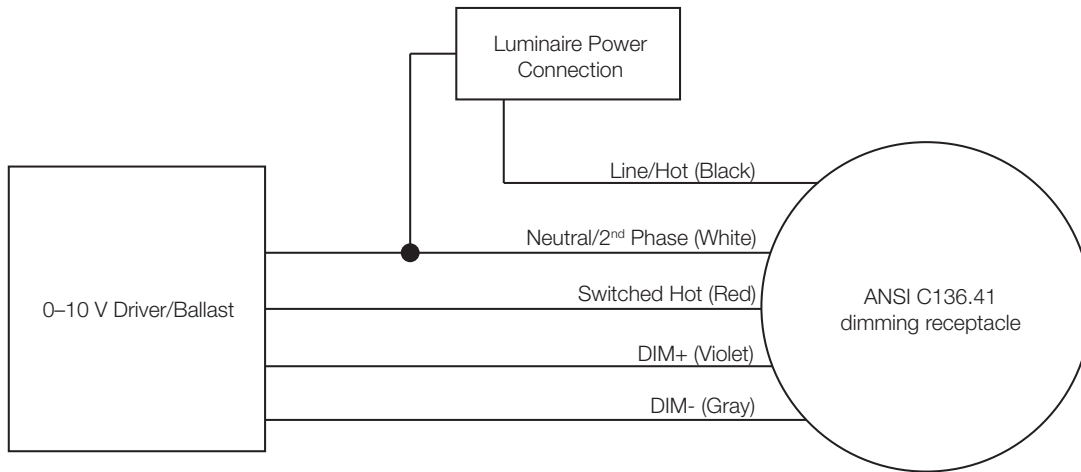 Luminaire Power
Connection
Line/Hot (Black)
Neutral/2nd Phase (White)
Switched Hot (Red)
0–10 V Driver/Ballast
ANSI C136.41
dimming receptacle
DIM+ (Violet)
DIM- (Gray)